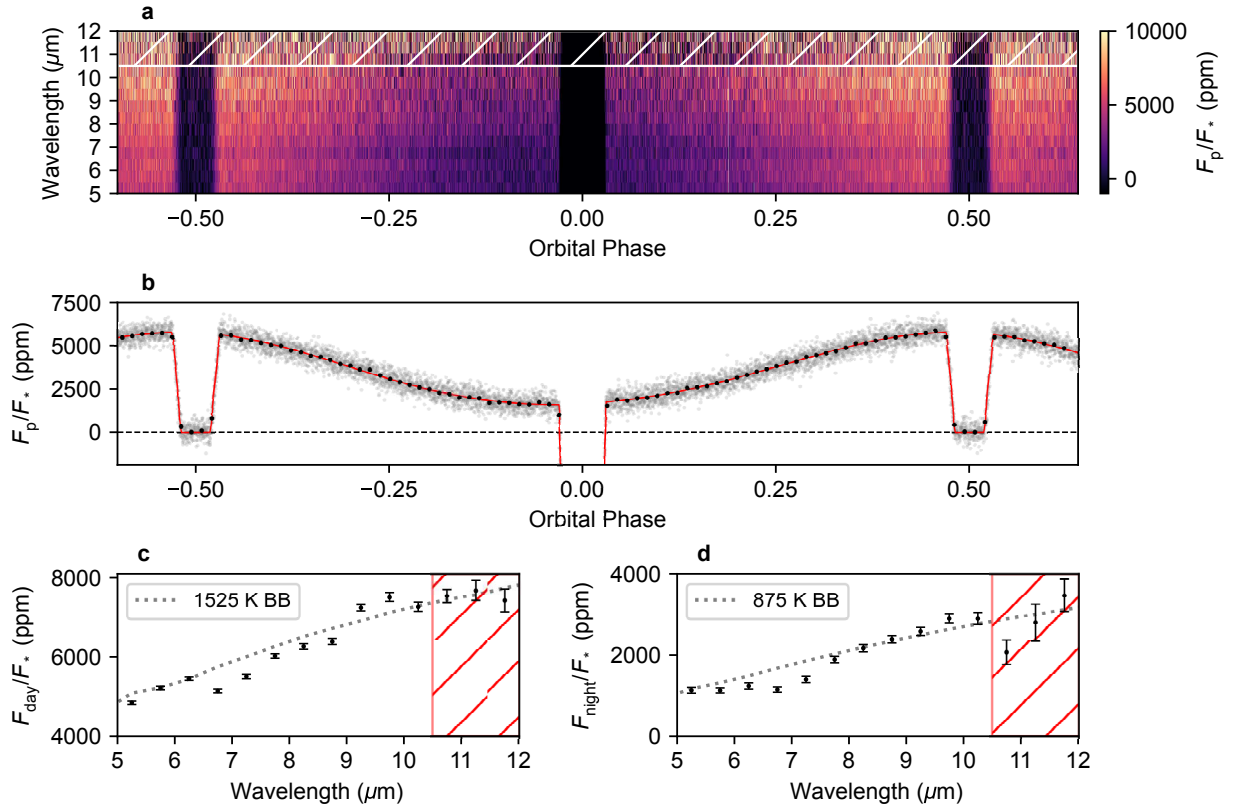 a
12
11
10
9
8
7
6
5
Wavelength (μm)
−0.50
−0.25
0.00
0.25
0.50
Orbital Phase
10000
5000
0
Fp/F* (ppm)
b
7500
5000
2500
0
Fp/F* (ppm)
−0.50
−0.25
0.00
0.25
0.50
Orbital Phase
c
8000
6000
4000
Fday/F* (ppm)
1525 K BB
5 6 7 8 9 10 11 12
Wavelength (μm)
d
4000
2000
0
Fnight/F* (ppm)
875 K BB
5 6 7 8 9 10 11 12
Wavelength (μm)